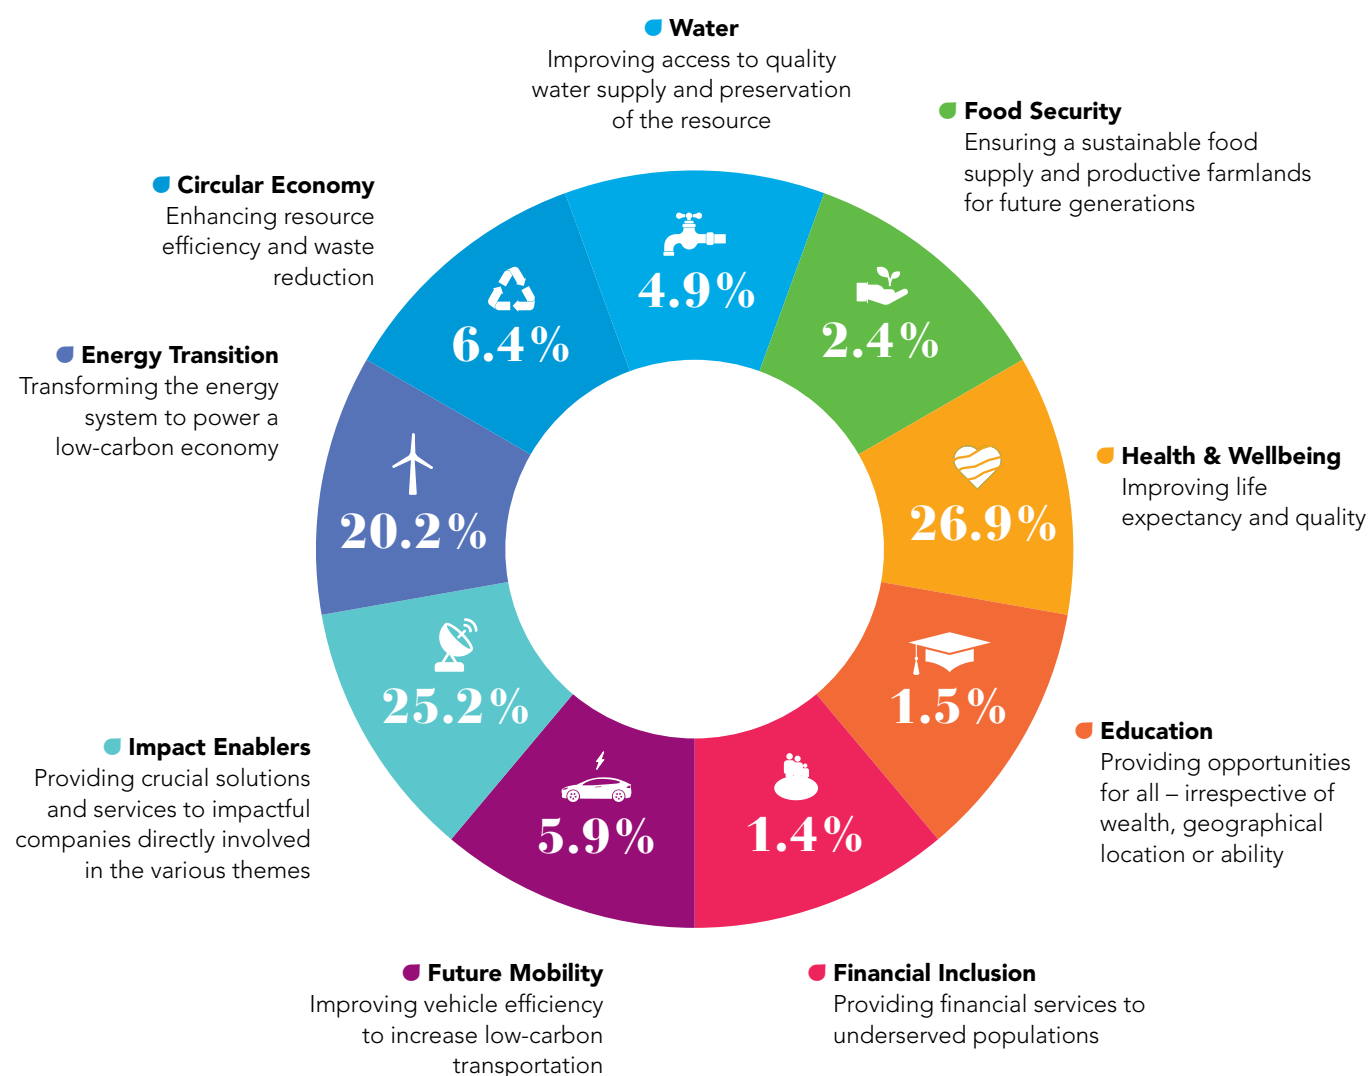 Water
Improving access to quality
water supply and preservation
of the resource
Food Security
Ensuring a sustainable food
supply and productive farmlands
for future generations
Circular Economy
Enhancing resource
efficiency and waste
reduction
4.9%
6.4%
2.4%
Energy Transition
Transforming the energy
system to power a
low-carbon economy
Health & Wellbeing
Improving life
expectancy and quality
20.2%
26.9%
25.2%
1.5%
Impact Enablers
Providing crucial solutions
and services to impactful
companies directly involved
in the various themes
Education
Providing opportunities
for all – irrespective of
wealth, geographical
location or ability
5.9%
1.4%
Future Mobility
Improving vehicle efficiency
to increase low-carbon
transportation
Financial Inclusion
Providing financial services to
underserved populations